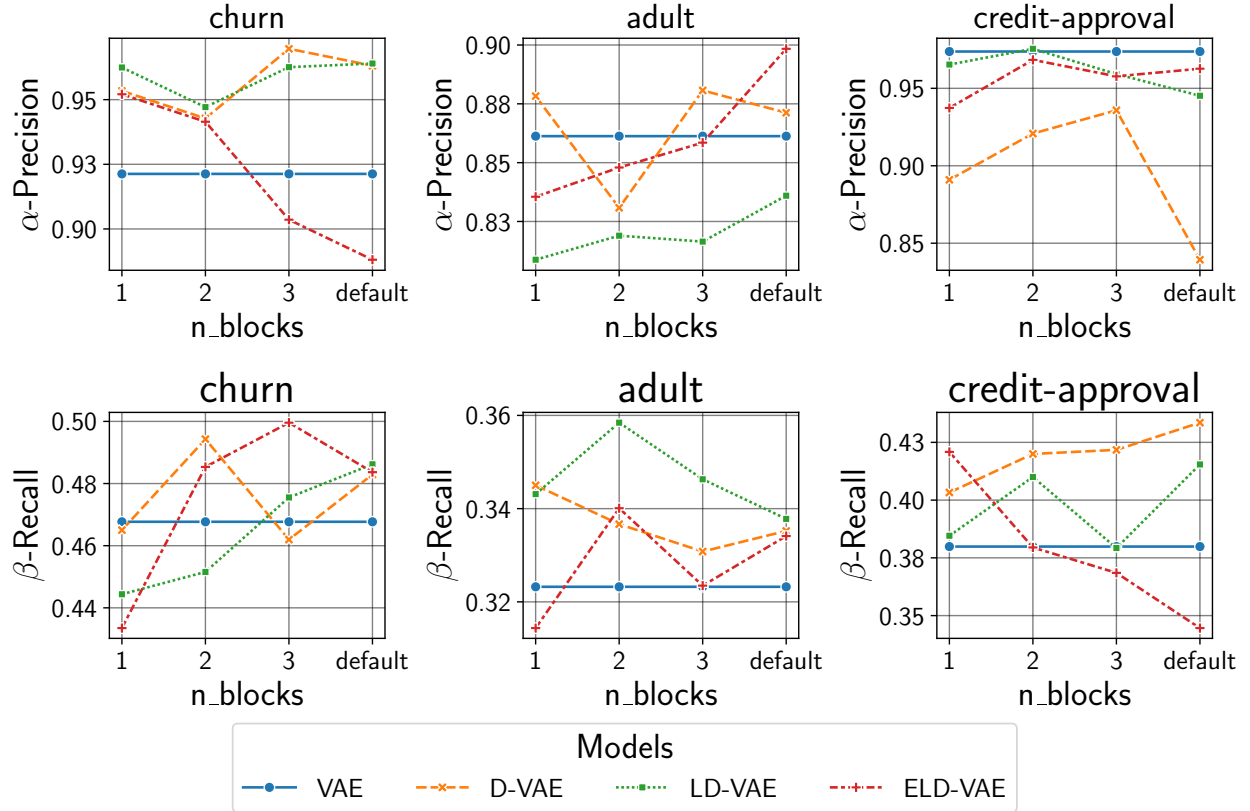 churn
adult
credit-approval
α-Precision
0.95
0.93
0.90
1
2
3
default
n_blocks
α-Precision
0.90
0.88
0.85
0.83
1
2
3
default
n_blocks
α-Precision
0.95
0.90
0.85
1
2
3
default
n_blocks
churn
adult
credit-approval
β-Recall
0.50
0.48
0.46
0.44
1
2
3
default
n_blocks
β-Recall
0.36
0.34
0.32
1
2
3
default
n_blocks
β-Recall
0.43
0.40
0.38
0.35
1
2
3
default
n_blocks
Models
VAE
D-VAE
LD-VAE
ELD-VAE